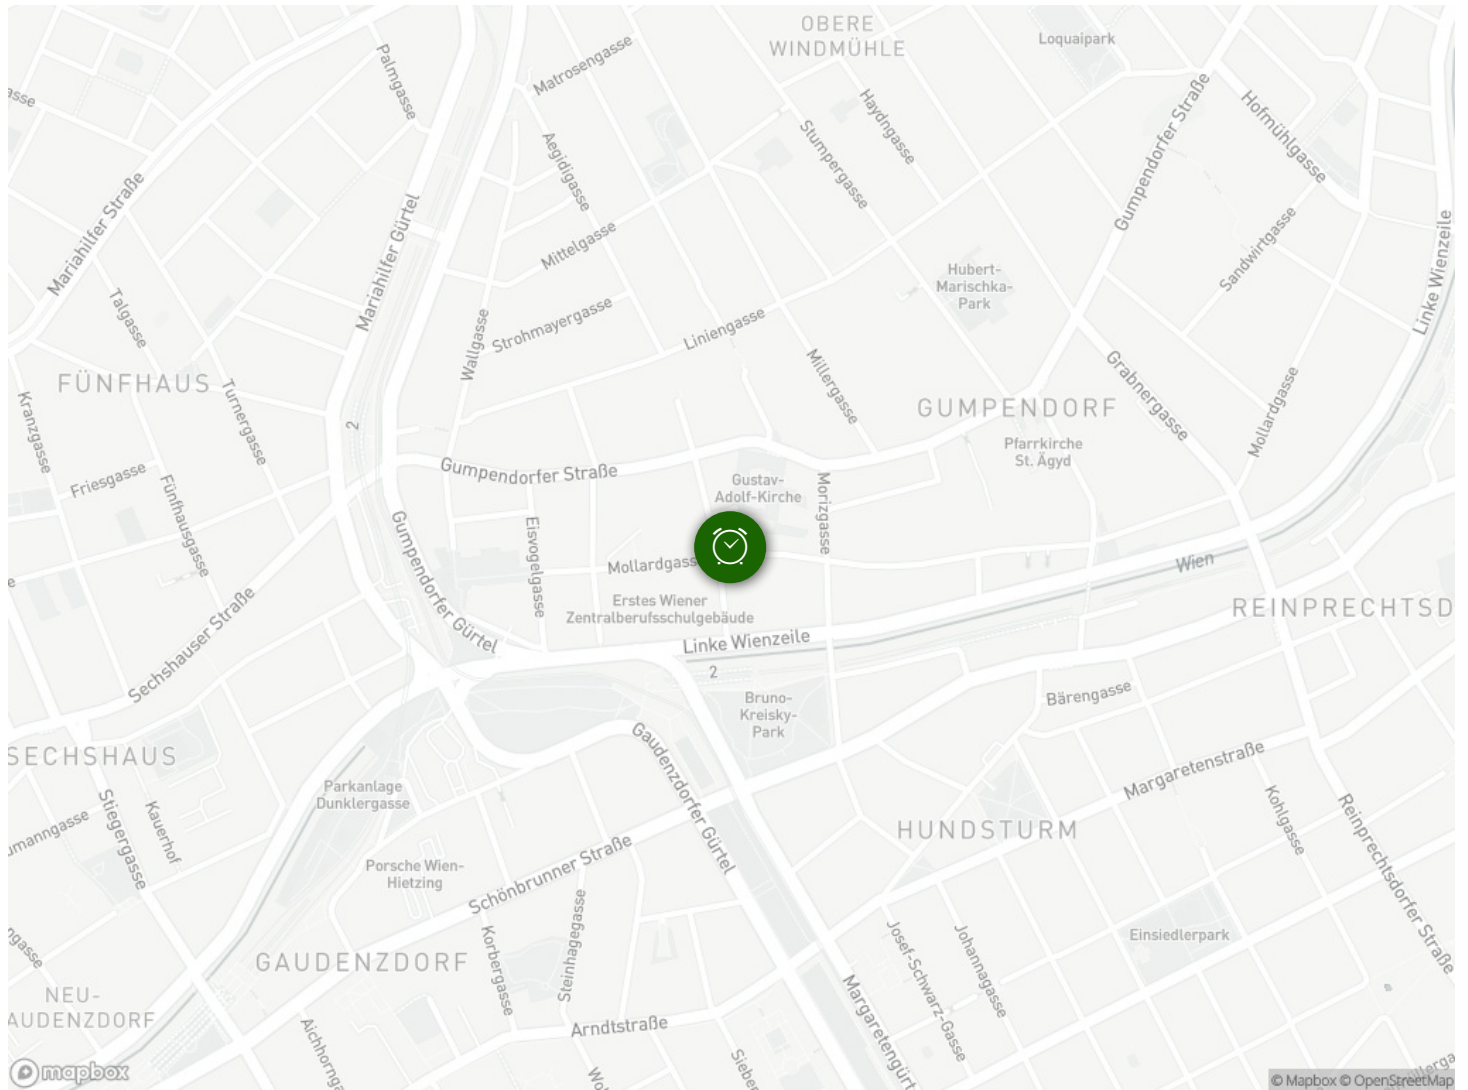 OBERE
WINDMÜHLE
Loquaipark
Matrosengasse
Palmgasse
Haydngasse
Hofmühlgasse
Stumpergasse
Gumpendorfer Straße
Aegidigasse
Mariahilfer Straße
Mariahilfer Gürtel
Mittelgasse
Sandwirtgasse
Linke Wienzeile
Hubert-
Marischka-
Park
Talgasse
Strohmayergasse
Wallgasse
Liniengasse
Millergasse
Grabnergasse
Mollardgasse
FÜNFHAUS
Turnergasse
Kranzgasse
2
GUMPENDORF
Pfarrkirche
St. Ägyd
Friesgasse
Fünfhausgasse
Gumpendorfer Straße
Gustav-
Adolf-Kirche
Morizgasse
Eisvogelgasse
Gumpendorfer Gürtel
Mollardgass
Wien
Erstes Wiener
Zentralberufsschulgebäude
REINPRECHTSD
Sechshauser Straße
Linke Wienzeile
2
Bruno-
Kreisky-
Park
Bärengasse
SECHSHAUS
Parkanlage
Dunklergasse
Gaudenzdorfer Gürtel
Margaretenstraße
Stiegergasse
Kauerhof
umanngasse
Kohlgasse
Reinprechtsdorfer Straße
HUNDSTURM
Porsche Wien-
Hietzing
Schönbrunner Straße
Korbergasse
Steinhagegasse
Josef-Schwarz-Gasse
Johannagasse
Einsiedlerpark
GAUDENZDORF
NEU-
AUDENZDORF
Aichhorng
Arndtstraße
Margaretengürt
Sieber
mapbox
© Mapbox © OpenStreetMap